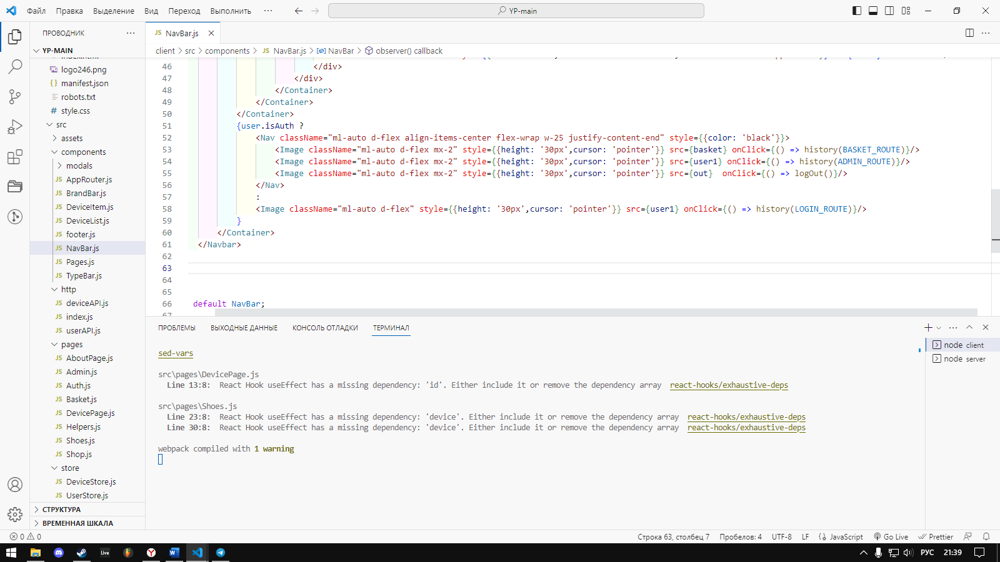 Файл Правка Выделение Вид Переход Выполнить ··· YP-main
ПРОВОДНИК ···
YP-MAIN
logo246.png
manifest.json
robots.txt
style.css
src
assets
components
modals
AppRouter.js
BrandBar.js
DeviceItem.js
DeviceList.js
footer.js
NavBar.js
Pages.js
TypeBar.js
http
deviceAPI.js
index.js
userAPI.js
pages
AboutPage.js
Admin.js
Auth.js
Basket.js
DevicePage.js
Helpers.js
Shoes.js
Shop.js
store
DeviceStore.js
UserStore.js
СТРУКТУРА
ВРЕМЕННАЯ ШКАЛА
JS NavBar.js
client > src > components > JS NavBar.js > NavBar > observer() callback
46 </div>
47 </div>
48 </Container>
49 </Container>
50 </Container>
51 {user.isAuth ?
52 <Nav className="ml-auto d-flex align-items-center flex-wrap w-25 justify-content-end" style={{color: 'black'}}>
53 <Image className="ml-auto d-flex mx-2" style={{height: '30px',cursor: 'pointer'}} src={basket} onClick={() => history(BASKET_ROUTE)}/>
54 <Image className="ml-auto d-flex mx-2" style={{height: '30px',cursor: 'pointer'}} src={user1} onClick={() => history(ADMIN_ROUTE)}/>
55 <Image className="ml-auto d-flex mx-2" style={{height: '30px',cursor: 'pointer'}} src={out}  onClick={() => logOut()}/>
56 </Nav>
57 :
58 <Image className="ml-auto d-flex" style={{height: '30px',cursor: 'pointer'}} src={user1} onClick={() => history(LOGIN_ROUTE)}/>
59 }
60 </Container>
61 </Navbar>
62
63
64
65
66 default NavBar;
67
ПРОБЛЕМЫ ВЫХОДНЫЕ ДАННЫЕ КОНСОЛЬ ОТЛАДКИ ТЕРМИНАЛ
sed-vars
src\pages\DevicePage.js
Line 13:8:  React Hook useEffect has a missing dependency: 'id'. Either include it or remove the dependency array  react-hooks/exhaustive-deps
src\pages\Shoes.js
Line 23:8:  React Hook useEffect has a missing dependency: 'device'. Either include it or remove the dependency array  react-hooks/exhaustive-deps
Line 30:8:  React Hook useEffect has a missing dependency: 'device'. Either include it or remove the dependency array  react-hooks/exhaustive-deps
webpack compiled with 1 warning
node client
node server
0 0 Строка 63, столбец 7 Пробелов: 4 UTF-8 LF {} JavaScript Go Live Prettier
Live РУС 21:39